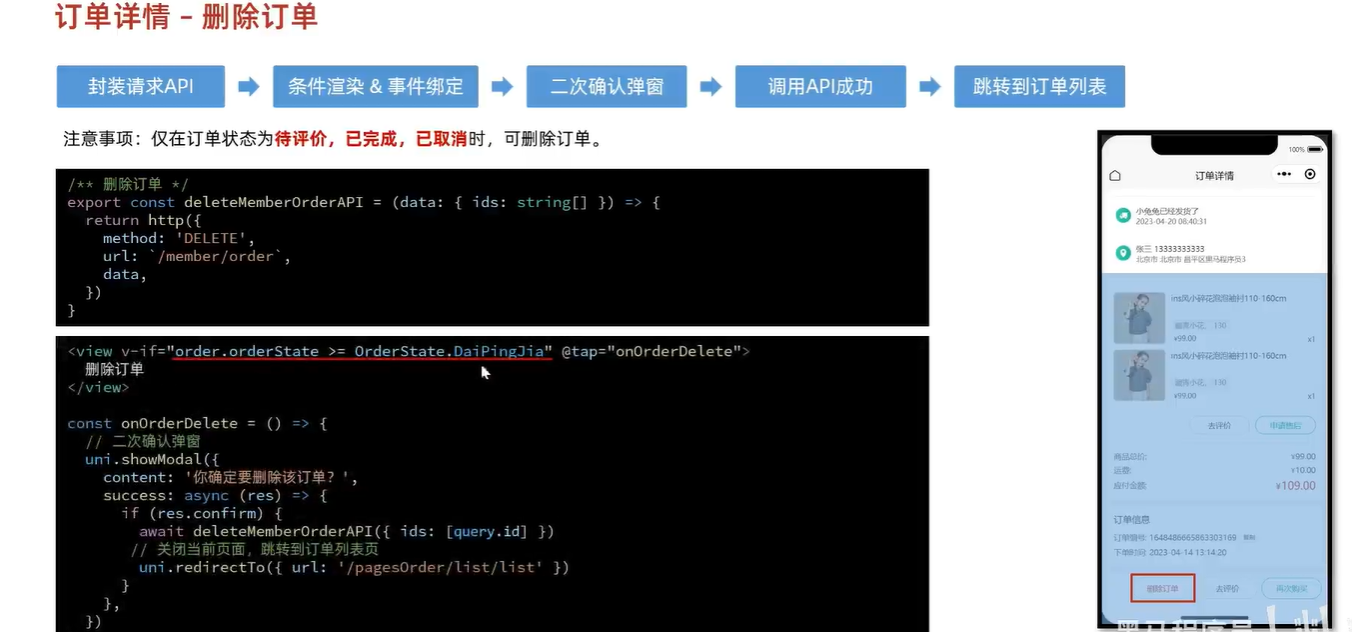 订单详情 – 删除订单
封装请求API
条件渲染 & 事件绑定
二次确认弹窗
调用API成功
跳转到订单列表
注意事项：仅在订单状态为待评价，已完成，已取消时，可删除订单。
/** 删除订单 */
export const deleteMemberOrderAPI = (data: { ids: string[] }) => {
return http({
method: 'DELETE',
url: `/member/order`,
data,
})
}
<view v-if="order.orderState >= OrderState.DaiPingJia" @tap="onOrderDelete">
删除订单
</view>
const onOrderDelete = () => {
// 二次确认弹窗
uni.showModal({
content: '你确定要删除该订单？',
success: async (res) => {
if (res.confirm) {
await deleteMemberOrderAPI({ ids: [query.id] })
// 关闭当前页面，跳转到订单列表页
uni.redirectTo({ url: '/pagesOrder/list/list' })
}
},
})
100%
订单详情
小兔兔已经发货了
2023-04-20 08:40:31
张三 13333333333
北京市 北京市 昌平区黑马程序员3
ins风小碎花泡泡袖衬110-160cm
¥99.00
x1
ins风小碎花泡泡袖衬110-160cm
¥99.00
x1
去评价
申请售后
商品总价:
¥99.00
运费:
¥10.00
应付金额:
¥109.00
订单信息
订单编号: 1648486665863303169 复制
下单时间: 2023-04-14 13:14:20
删除订单
去评价
再次购买